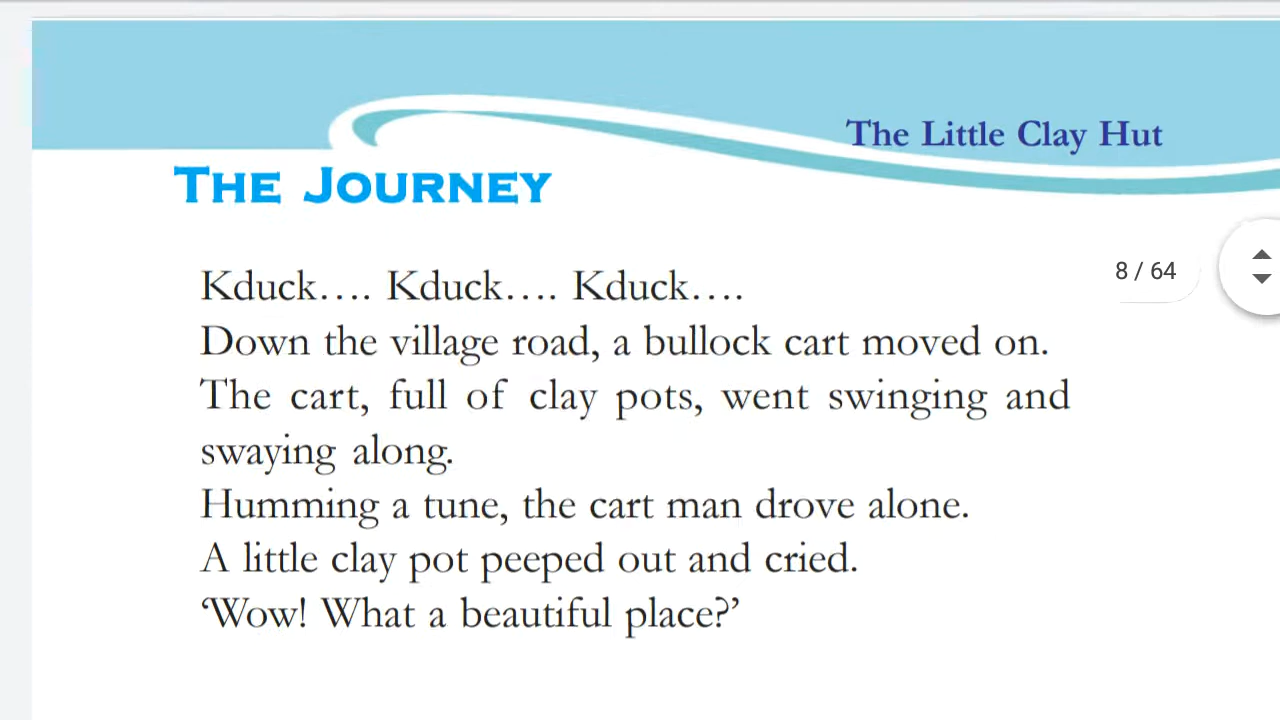 The Little Clay Hut
THE JOURNEY
8 / 64
Kduck.... Kduck.... Kduck....
Down the village road, a bullock cart moved on.
The cart, full of clay pots, went swinging and
swaying along.
Humming a tune, the cart man drove alone.
A little clay pot peeped out and cried.
‘Wow! What a beautiful place?’